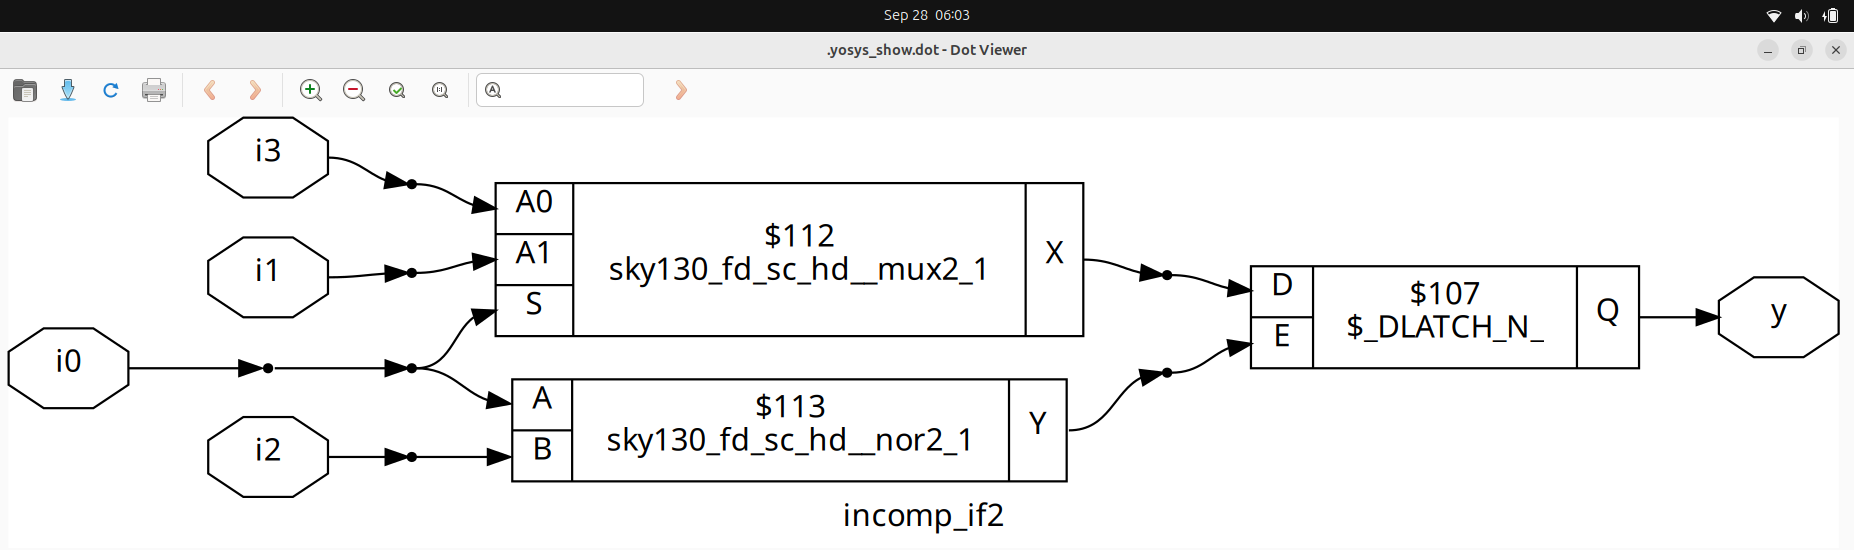 Sep 28 06:03
.yosys_show.dot - Dot Viewer
i3
i1
i0
i2
A0
A1
S
$112
sky130_fd_sc_hd__mux2_1
X
A
B
$113
sky130_fd_sc_hd__nor2_1
Y
D
E
$107
$_DLATCH_N_
Q
y
incomp_if2